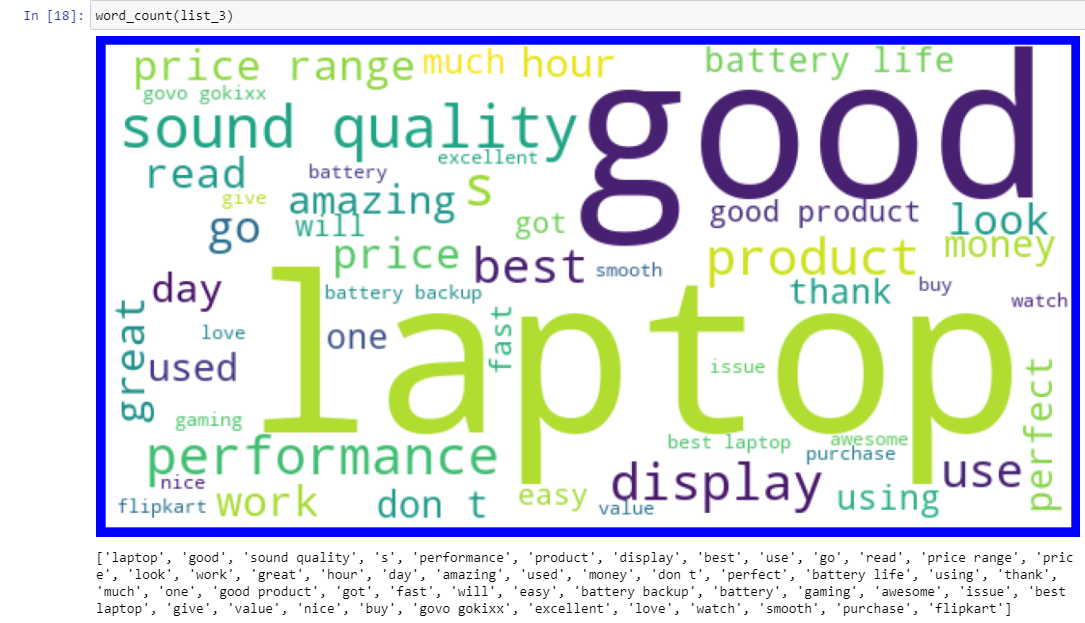 In [18]: word_count(list_3)
price range much hour battery life
govo gokixx
sound quality good
excellent
read battery amazing s
give
go will got good product look
price best smooth product money
day battery backup thank buy watch
great love one fast
used laptop issue perfect
gaming
performance best laptop awesome
purchase
nice display use
flipkart work don t easy value using
['laptop', 'good', 'sound quality', 's', 'performance', 'product', 'display', 'best', 'use', 'go', 'read', 'price range', 'pric
e', 'look', 'work', 'great', 'hour', 'day', 'amazing', 'used', 'money', 'don t', 'perfect', 'battery life', 'using', 'thank',
'much', 'one', 'good product', 'got', 'fast', 'will', 'easy', 'battery backup', 'battery', 'gaming', 'awesome', 'issue', 'best
laptop', 'give', 'value', 'nice', 'buy', 'govo gokixx', 'excellent', 'love', 'watch', 'smooth', 'purchase', 'flipkart']